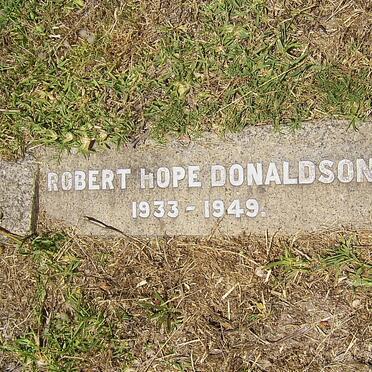 ROBERT HOPE DONALDSON
1933 - 1949.